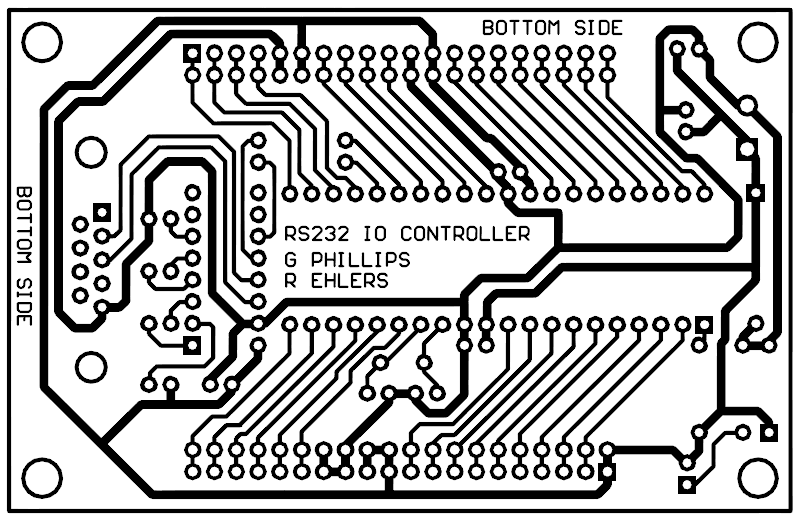 BOTTOM SIDE
BOTTOM SIDE
RS232 IO CONTROLLER
G PHILLIPS
R EHLERS